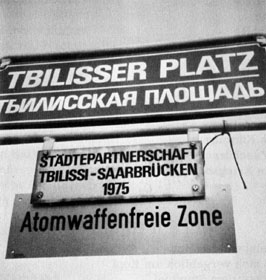 TBILISSER PLATZ
ТБИЛИССКАЯ ПЛОЩАДЬ
STÄDTEPARTNERSCHAFT
TBILISSI-SAARBRÜCKEN
1975
Atomwaffenfreie Zone